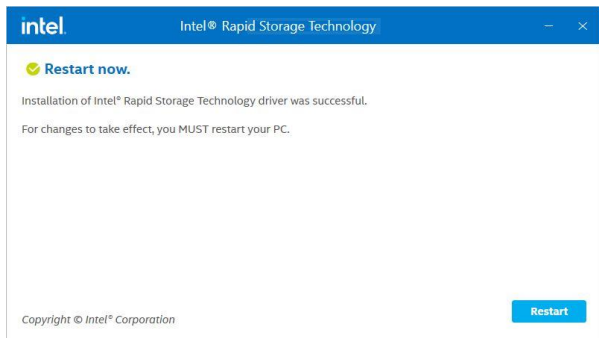 intel.
Intel® Rapid Storage Technology
Restart now.
Installation of Intel® Rapid Storage Technology driver was successful.
For changes to take effect, you MUST restart your PC.
Restart
Copyright © Intel® Corporation